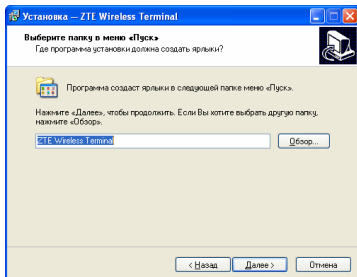 Установка — ZTE Wireless Terminal
Выберите папку в меню «Пуск»
Где программа установки должна создать ярлыки?
Программа создаст ярлыки в следующей папке меню «Пуск».
Нажмите «Далее», чтобы продолжить. Если Вы хотите выбрать другую папку,
нажмите «Обзор».
ZTE Wireless Terminal
Обзор...
< Назад
Далее >
Отмена